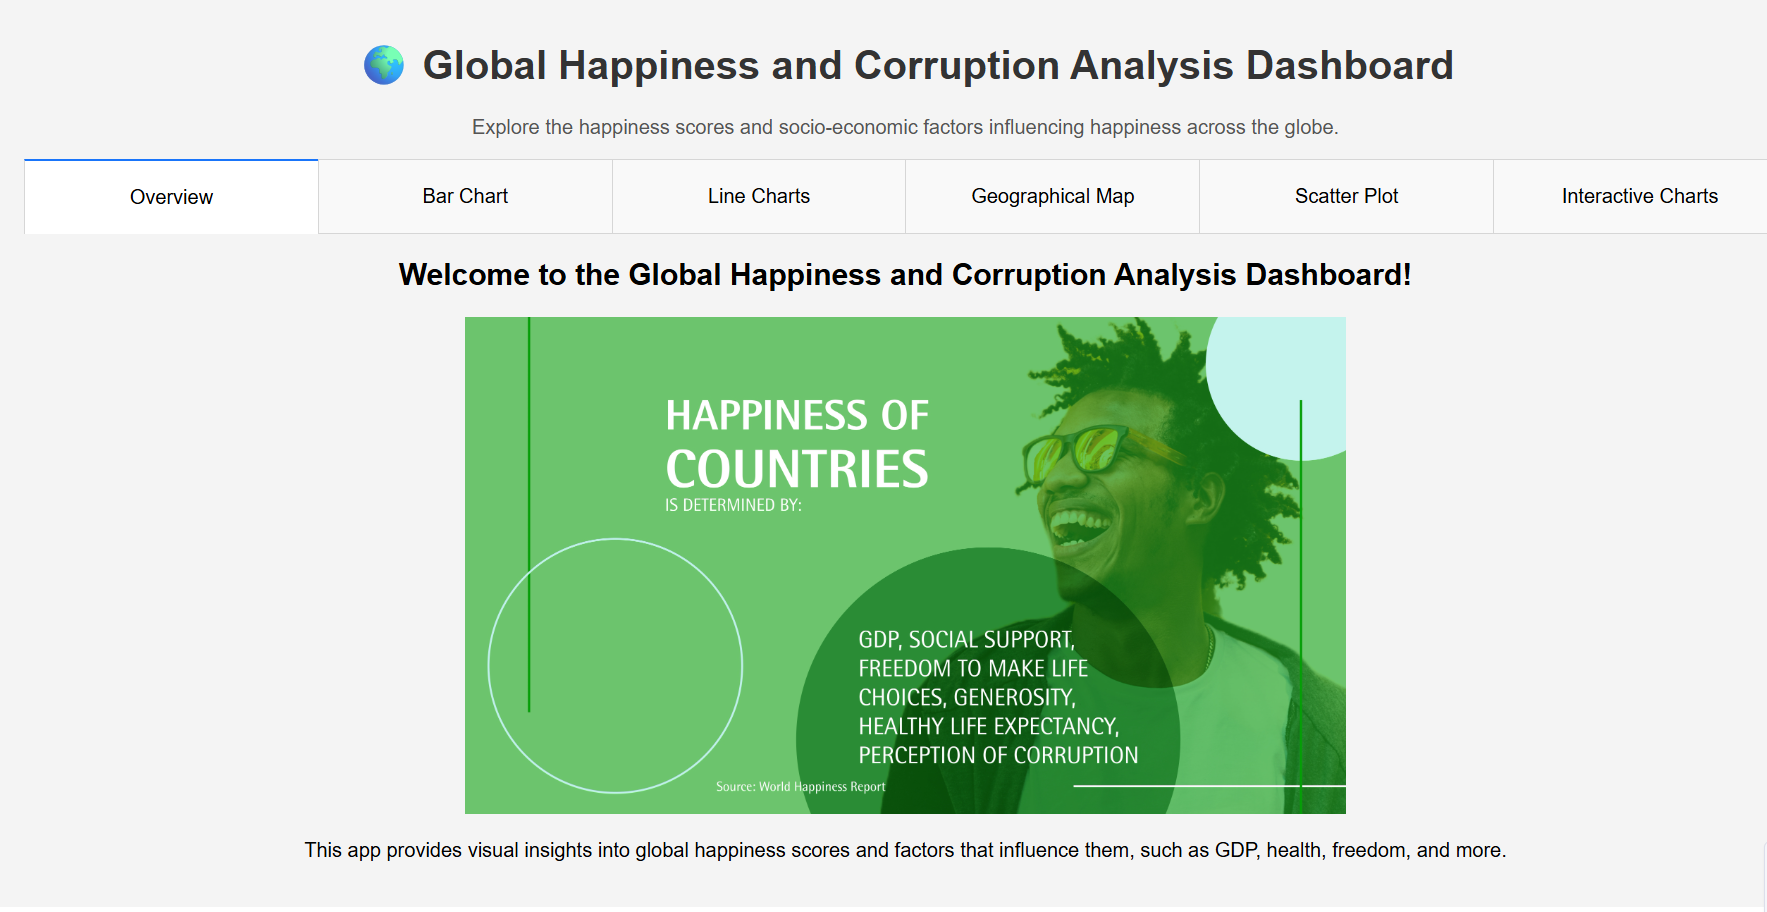 Global Happiness and Corruption Analysis Dashboard
Explore the happiness scores and socio-economic factors influencing happiness across the globe.
Overview
Bar Chart
Line Charts
Geographical Map
Scatter Plot
Interactive Charts
Welcome to the Global Happiness and Corruption Analysis Dashboard!
HAPPINESS OF
COUNTRIES
IS DETERMINED BY:
GDP, SOCIAL SUPPORT,
FREEDOM TO MAKE LIFE
CHOICES, GENEROSITY,
HEALTHY LIFE EXPECTANCY,
PERCEPTION OF CORRUPTION
Source: World Happiness Report
This app provides visual insights into global happiness scores and factors that influence them, such as GDP, health, freedom, and more.